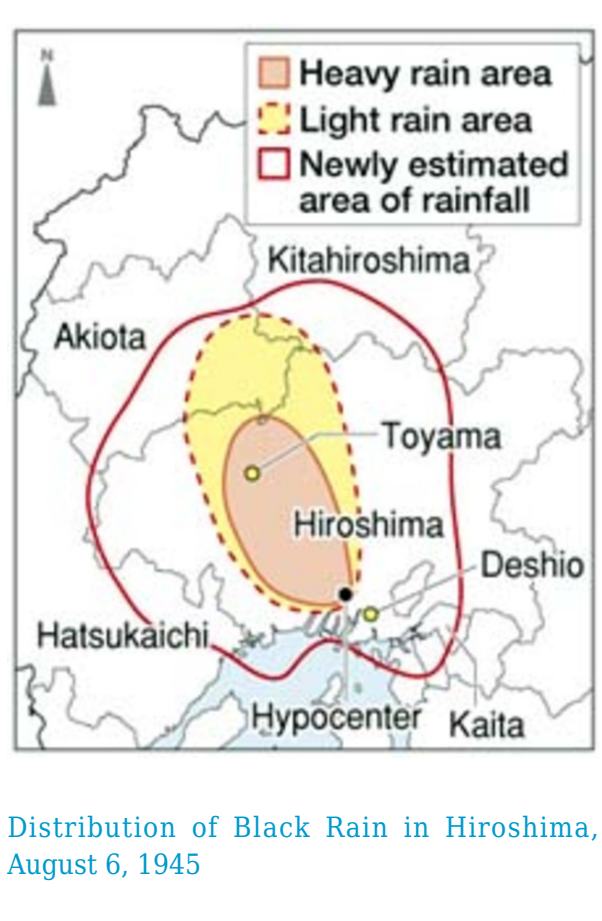 N
Heavy rain area
Light rain area
Newly estimated
area of rainfall
Kitahiroshima
Akiota
Toyama
Hiroshima
Deshio
Hatsukaichi
Hypocenter
Kaita
Distribution of Black Rain in Hiroshima,
August 6, 1945